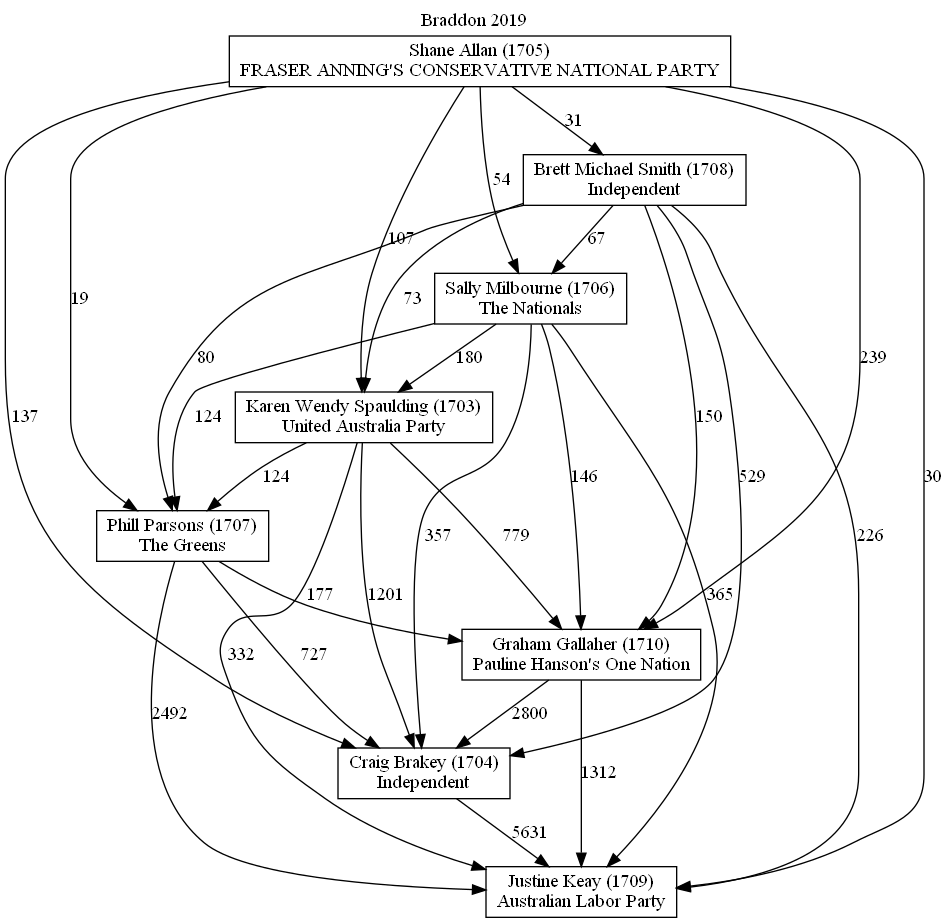 Braddon 2019
Shane Allan (1705)
FRASER ANNING'S CONSERVATIVE NATIONAL PARTY
31
Brett Michael Smith (1708)
Independent
54
107
67
Sally Milbourne (1706)
The Nationals
19
73
80
180
239
Karen Wendy Spaulding (1703)
United Australia Party
137
124
150
124
146
529
30
Phill Parsons (1707)
The Greens
357
779
226
177
1201
365
Graham Gallaher (1710)
Pauline Hanson's One Nation
332
727
2492
2800
Craig Brakey (1704)
Independent
1312
5631
Justine Keay (1709)
Australian Labor Party